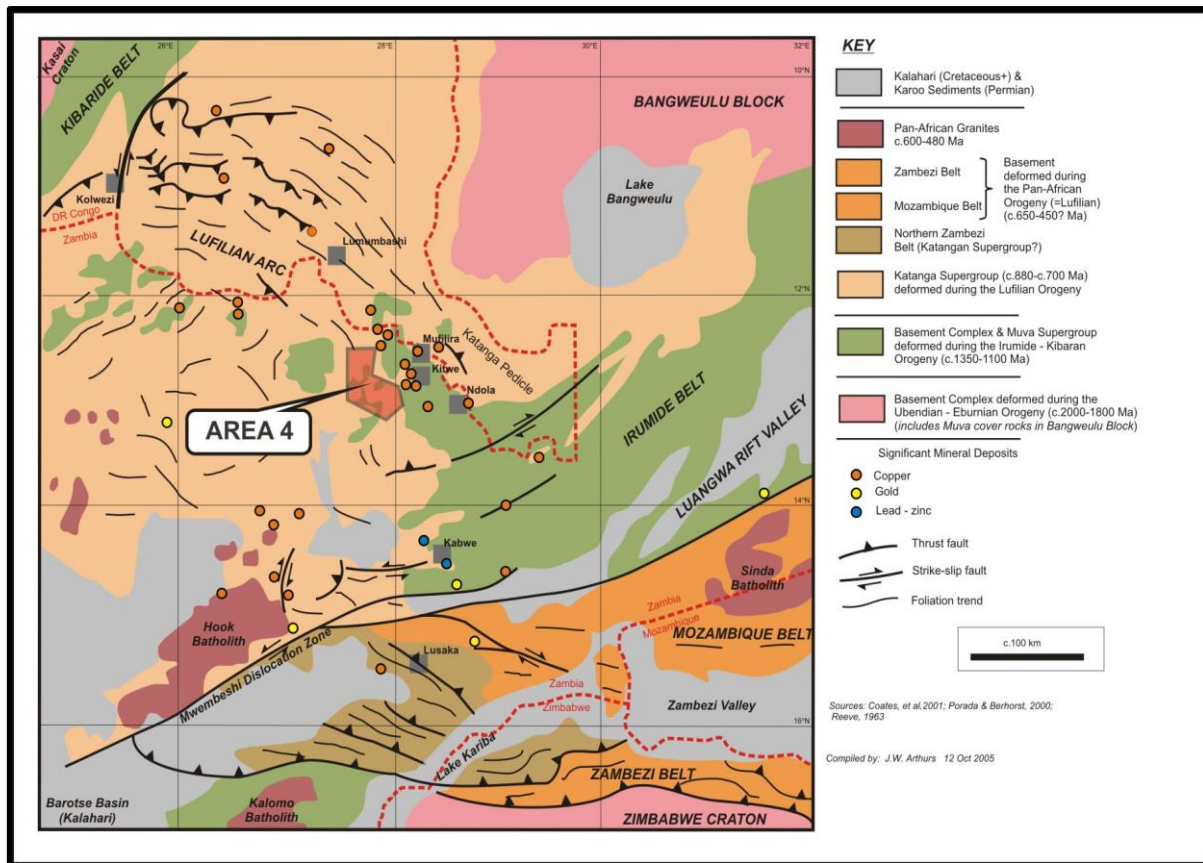 26°E
28°E
30°E
32°E
10°N
12°N
14°N
16°N
Kasai
Craton
KIBARIDE BELT
BANGWEULU BLOCK
Lake
Bangweulu
Kolwezi
DR Congo
Zambia
LUFILIAN ARC
Lumumbashi
Mufilira
Kitwe
Ndola
Katanga Pedicle
AREA 4
IRUMIDE BELT
LUANGWA RIFT VALLEY
Kabwe
Sinda
Batholith
Zambia
Mozambique
MOZAMBIQUE BELT
Hook
Batholith
Mwembeshi Dislocation Zone
Lusaka
Zambia
Zimbabwe
Zambezi Valley
Lake Kariba
ZAMBEZI BELT
Barotse Basin
(Kalahari)
Kalomo
Batholith
ZIMBABWE CRATON
KEY
Kalahari (Cretaceous+) &
Karoo Sediments (Permian)
Pan-African Granites
c.600-480 Ma
Zambezi Belt
Mozambique Belt
Basement
deformed during
the Pan-African
Orogeny (=Lufilian)
(c.650-450? Ma)
Northern Zambezi
Belt (Katangan Supergroup?)
Katanga Supergroup (c.880-c.700 Ma)
deformed during the Lufilian Orogeny
Basement Complex & Muva Supergroup
deformed during the Irumide - Kibaran
Orogeny (c.1350-1100 Ma)
Basement Complex deformed during the
Ubendian - Eburnian Orogeny (c.2000-1800 Ma)
(includes Muva cover rocks in Bangweulu Block)
Significant Mineral Deposits
Copper
Gold
Lead - zinc
Thrust fault
Strike-slip fault
Foliation trend
c.100 km
Sources: Coates, et al,2001; Porada & Berhorst, 2000;
Reeve, 1963
Compiled by: J.W. Arthurs 12 Oct 2005